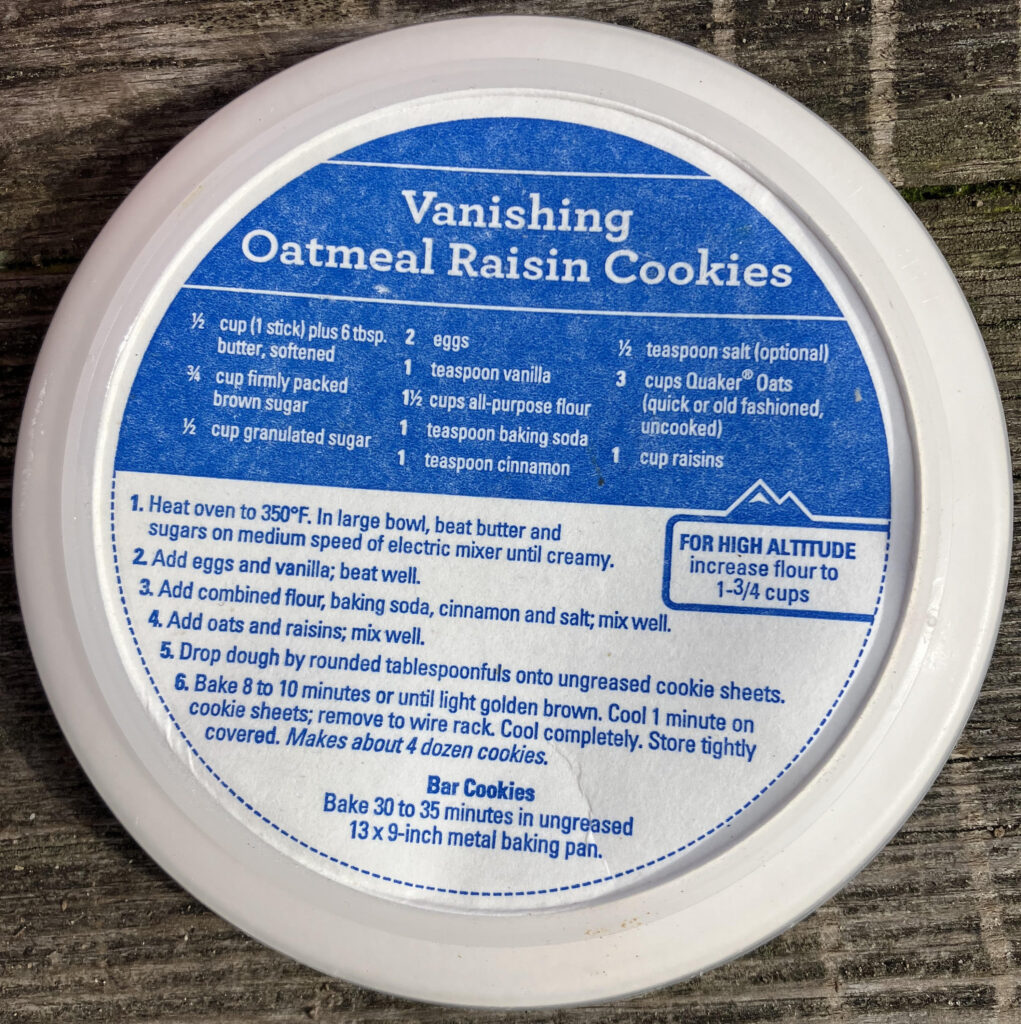 Vanishing
Oatmeal Raisin Cookies
½ cup (1 stick) plus 6 tbsp.
butter, softened
¾ cup firmly packed
brown sugar
½ cup granulated sugar
2 eggs
1 teaspoon vanilla
1½ cups all-purpose flour
1 teaspoon baking soda
1 teaspoon cinnamon
½ teaspoon salt (optional)
3 cups Quaker® Oats
(quick or old fashioned,
uncooked)
1 cup raisins
1. Heat oven to 350°F. In large bowl, beat butter and
sugars on medium speed of electric mixer until creamy.
2. Add eggs and vanilla; beat well.
3. Add combined flour, baking soda, cinnamon and salt; mix well.
4. Add oats and raisins; mix well.
5. Drop dough by rounded tablespoonfuls onto ungreased cookie sheets.
6. Bake 8 to 10 minutes or until light golden brown. Cool 1 minute on
cookie sheets; remove to wire rack. Cool completely. Store tightly
covered. Makes about 4 dozen cookies.
FOR HIGH ALTITUDE
increase flour to
1-3/4 cups
Bar Cookies
Bake 30 to 35 minutes in ungreased
13 x 9-inch metal baking pan.